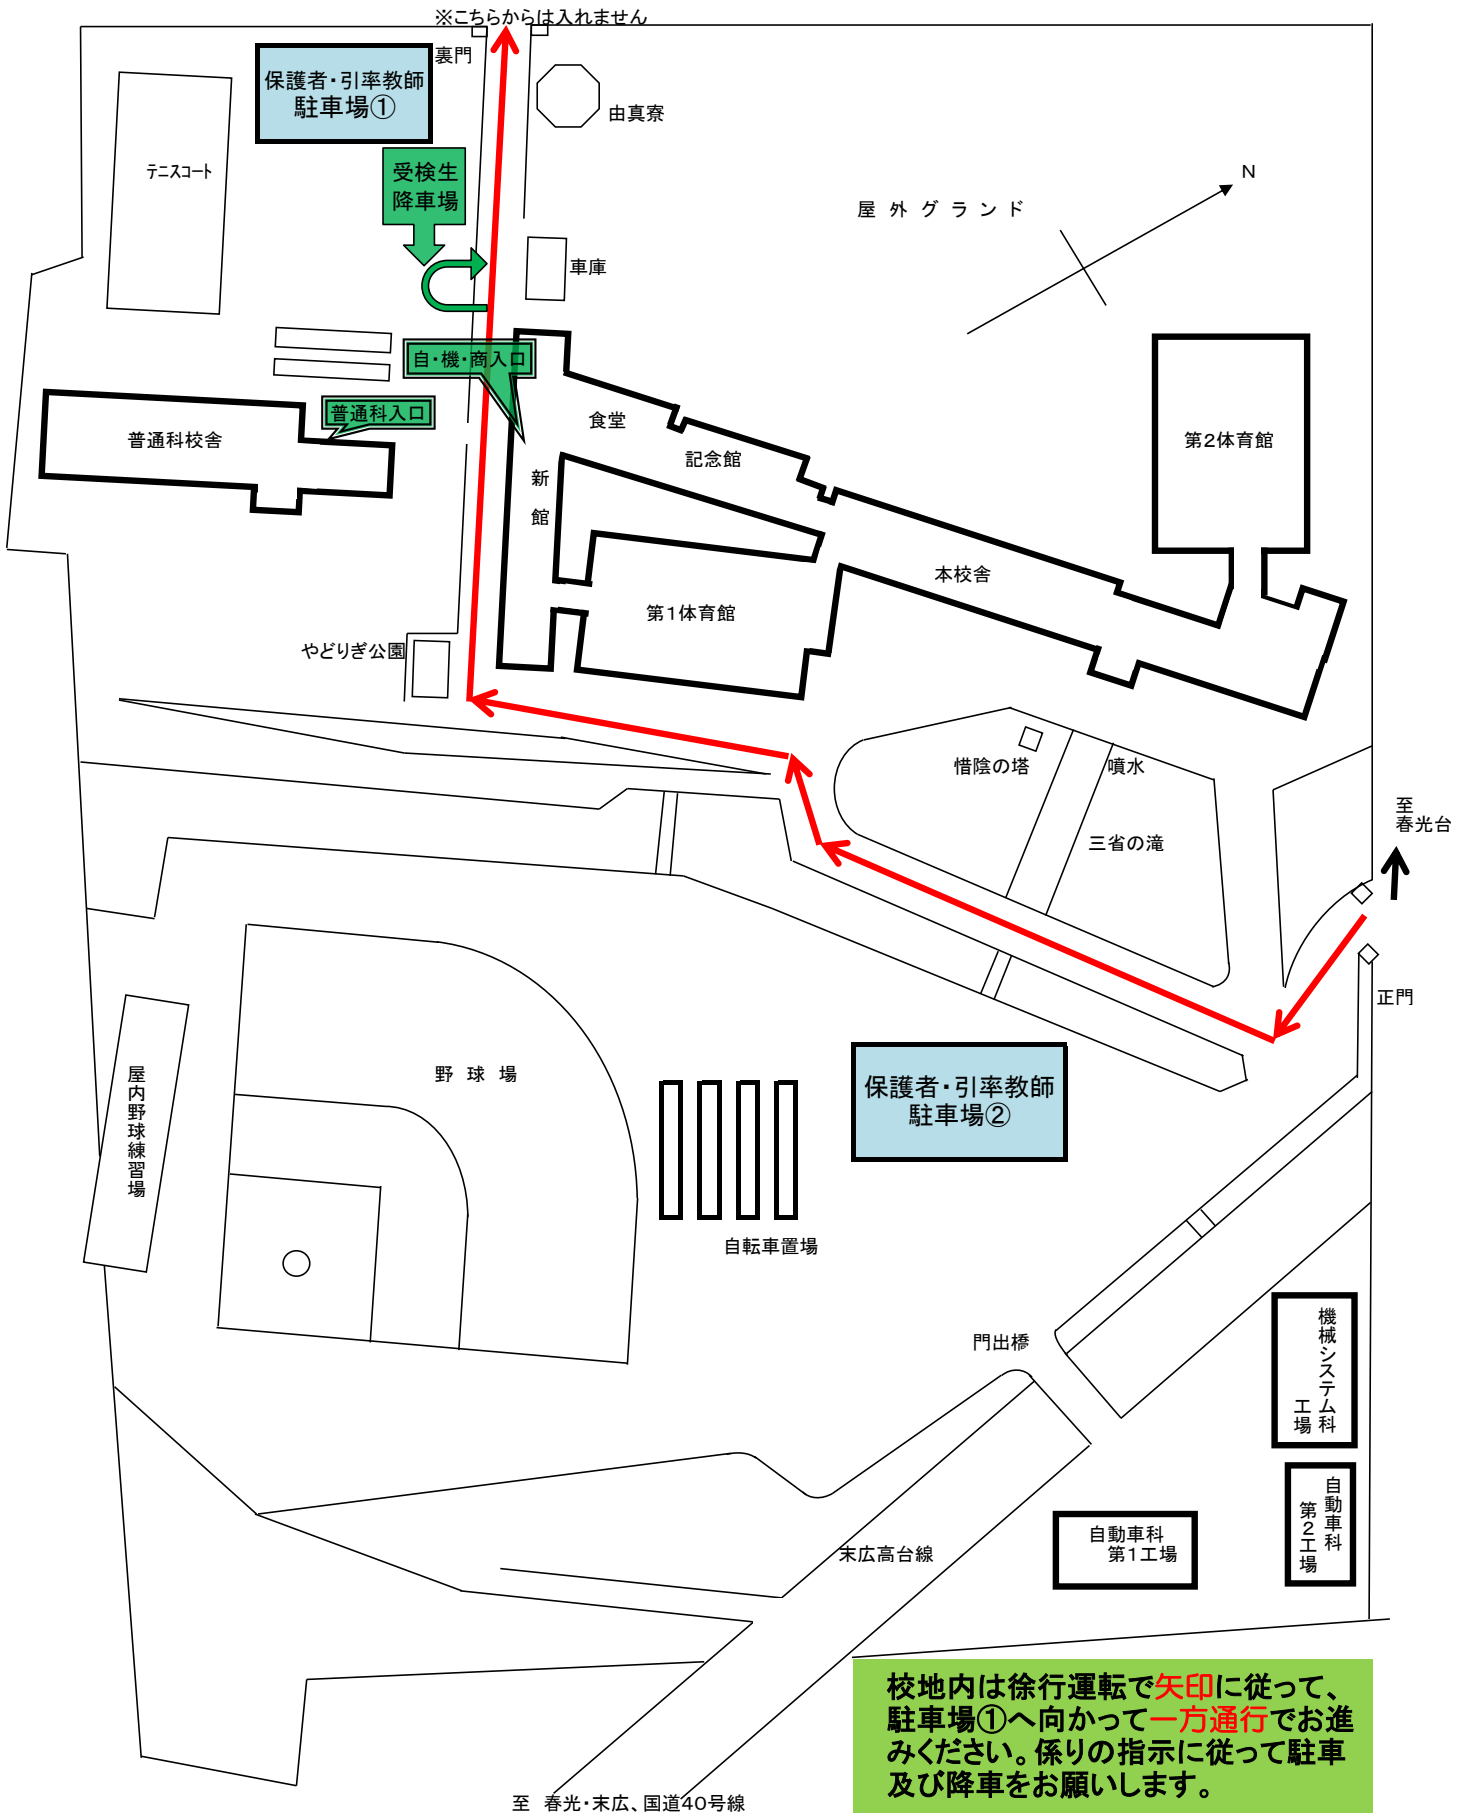 ※こちらからは入れません
裏門
保護者・引率教師
駐車場①
由真寮
テニスコート
受検生
降車場
N
屋外グランド
車庫
自・機・商入口
普通科入口
普通科校舎
食堂
記念館
第2体育館
新館
本校舎
第1体育館
やどりぎ公園
惜陰の塔
噴水
至
春光台
三省の滝
正門
屋内野球練習場
野球場
保護者・引率教師
駐車場②
自転車置場
門出橋
機械システム科
工場
自動車科
第2工場
自動車科
第1工場
末広高台線
校地内は徐行運転で矢印に従って、
駐車場①へ向かって一方通行でお進
みください。係りの指示に従って駐車
及び降車をお願いします。
至 春光・末広、国道40号線